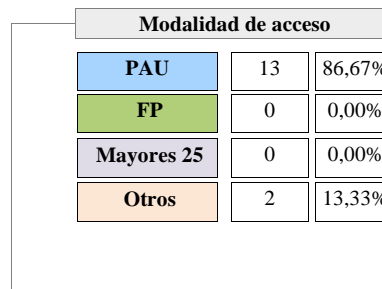 Modalidad de acceso
PAU 13 86,67%
FP 0 0,00%
Mayores 25 0 0,00%
Otros 2 13,33%